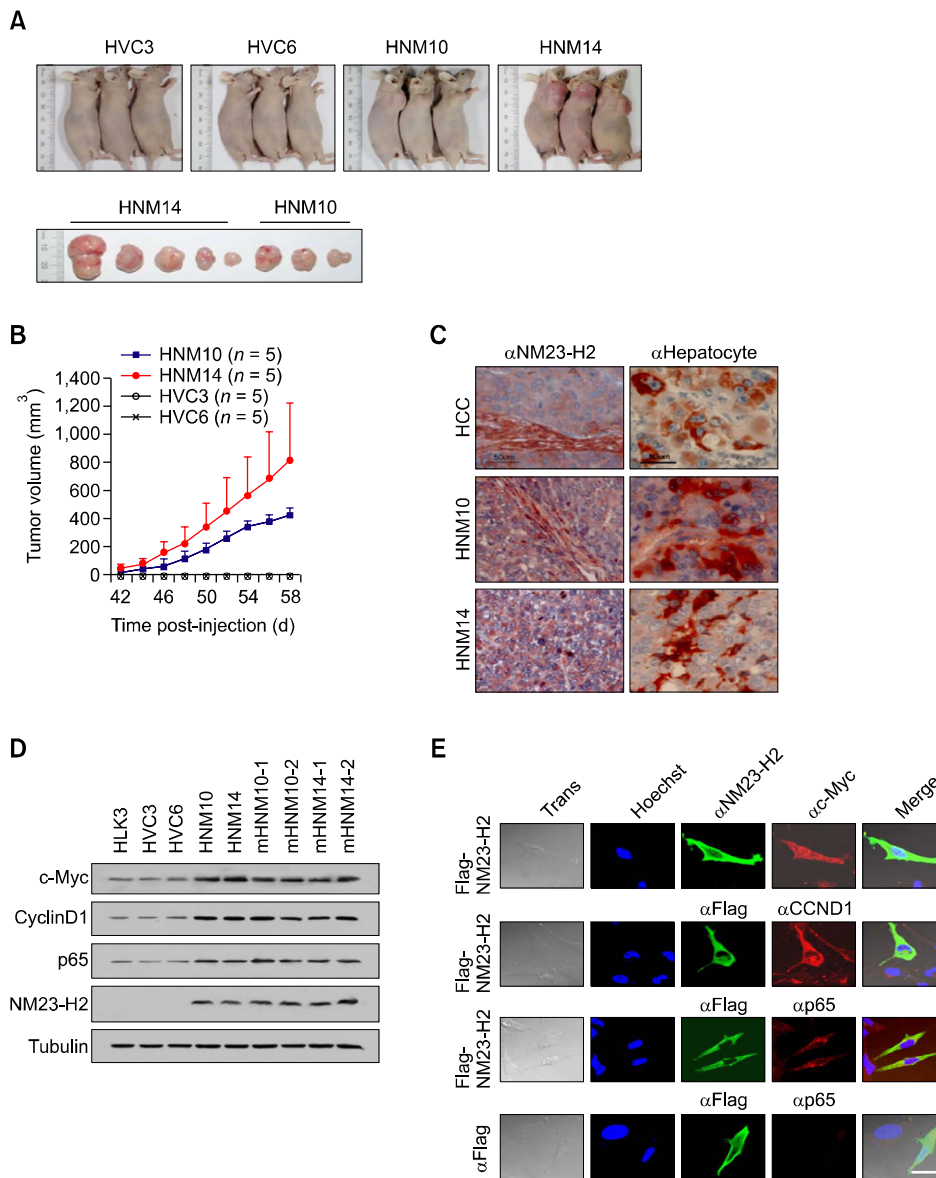 A
HVC3 HVC6 HNM10 HNM14
HNM14 HNM10
B
HNM10 (n = 5)
HNM14 (n = 5)
HVC3 (n = 5)
HVC6 (n = 5)
Tumor volume (mm³)
1,400
1,200
1,000
800
600
400
200
0
42 46 50 54 58
Time post-injection (d)
C
αNM23-H2 αHepatocyte
HCC
50um 50um
HNM10
HNM14
D
HLK3 HVC3 HVC6 HNM10 HNM14 mHNM10-1 mHNM10-2 mHNM14-1 mHNM14-2
c-Myc
CyclinD1
p65
NM23-H2
Tubulin
E
Trans Hoechst αNM23-H2 αc-Myc Merge
Flag-
NM23-H2
αFlag αCCND1
Flag-
NM23-H2
αFlag αp65
Flag-
NM23-H2
αFlag αp65
αFlag